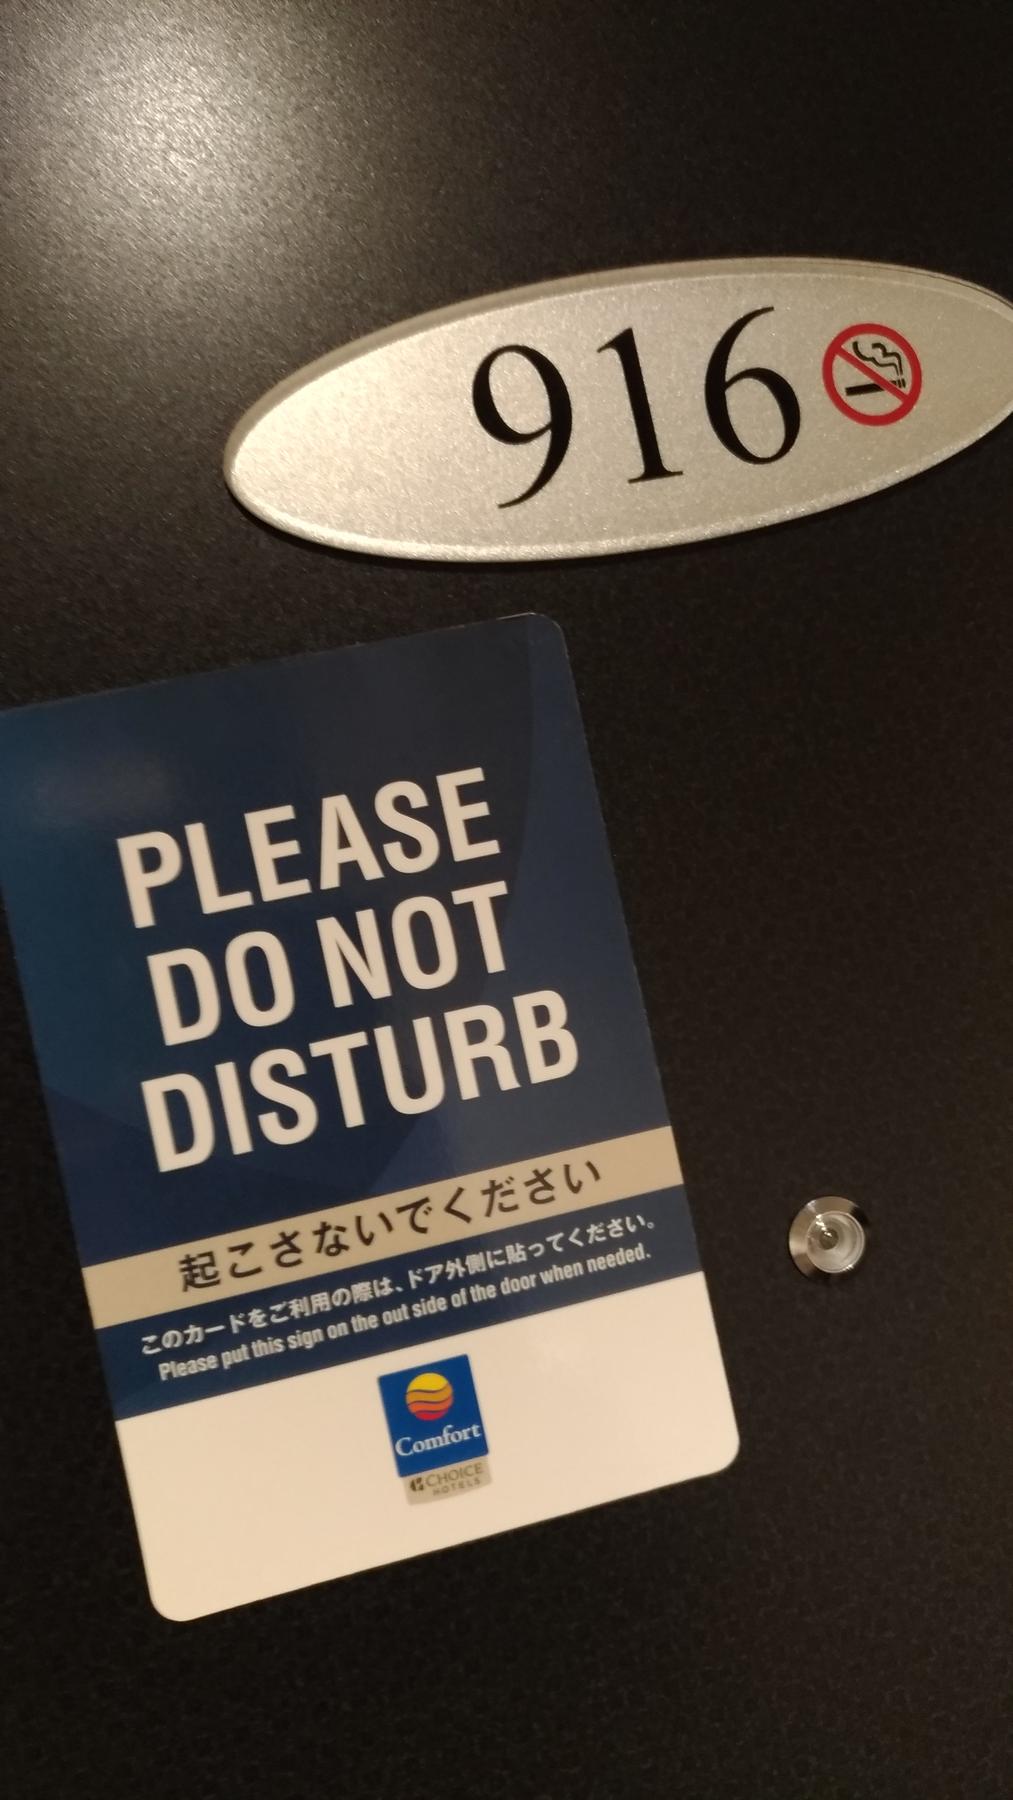 916
PLEASE
DO NOT
DISTURB
起こさないでください
このカードをご利用の際は、ドア外側に貼ってください。
Please put this sign on the out side of the door when needed.
Comfort
CHOICE
HOTELS